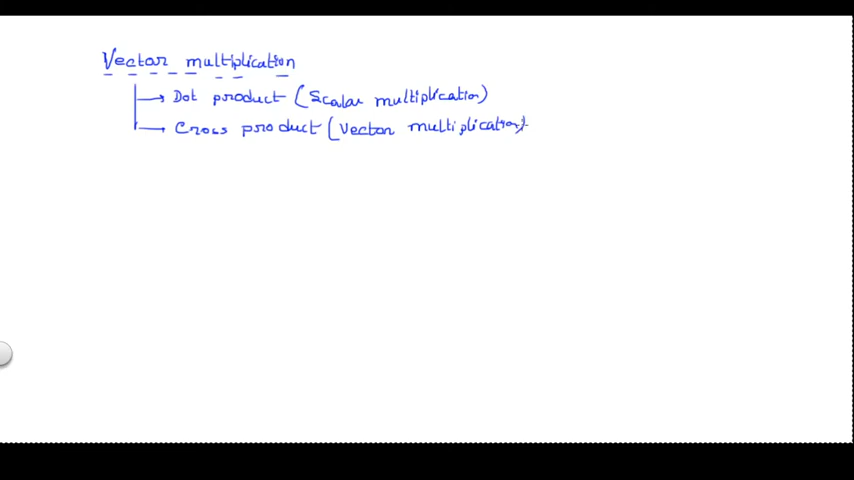 Vector multiplication
Dot product (Scalar multiplication)
Cross product (Vector multiplication)